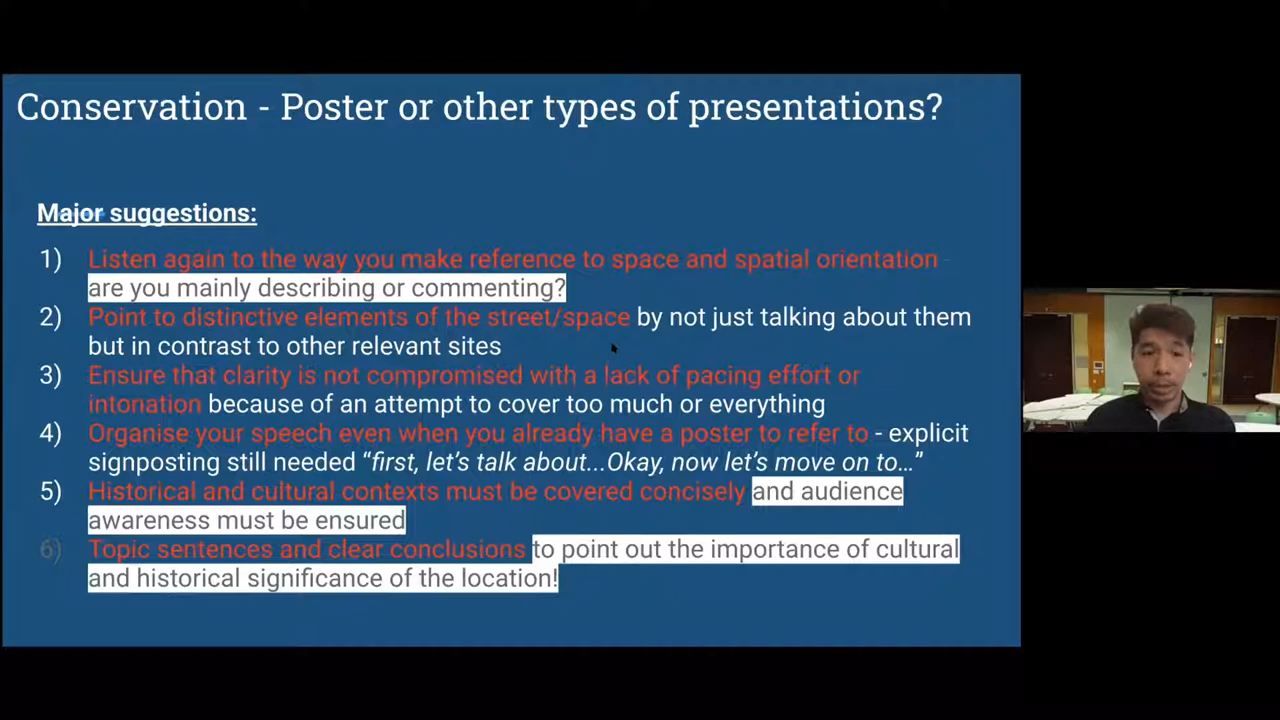 Conservation - Poster or other types of presentations?
Major suggestions:
1) Listen again to the way you make reference to space and spatial orientation -
are you mainly describing or commenting?
2) Point to distinctive elements of the street/space by not just talking about them
but in contrast to other relevant sites
3) Ensure that clarity is not compromised with a lack of pacing effort or
intonation because of an attempt to cover too much or everything
4) Organise your speech even when you already have a poster to refer to - explicit
signposting still needed “first, let’s talk about...Okay, now let’s move on to…”
5) Historical and cultural contexts must be covered concisely and audience
awareness must be ensured
6) Topic sentences and clear conclusions to point out the importance of cultural
and historical significance of the location!